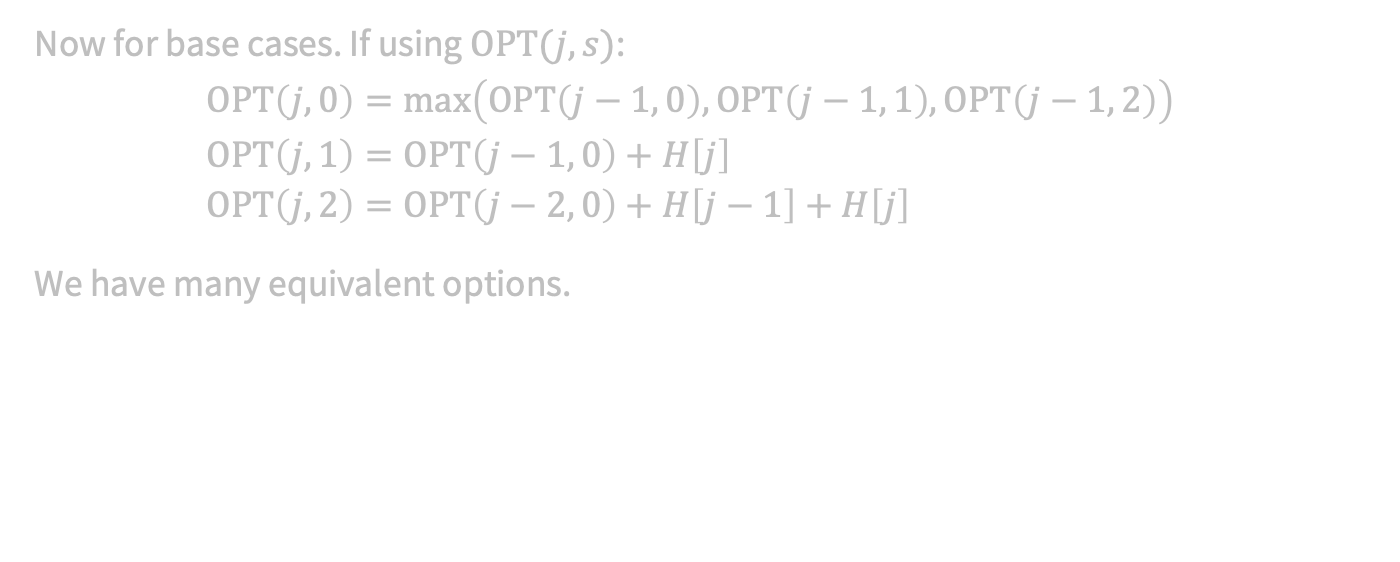 Now for base cases. If using OPT(j, s):
OPT(j, 0) = max(OPT(j − 1, 0), OPT(j − 1, 1), OPT(j − 1, 2))
OPT(j, 1) = OPT(j − 1, 0) + H[j]
OPT(j, 2) = OPT(j − 2, 0) + H[j − 1] + H[j]
We have many equivalent options.